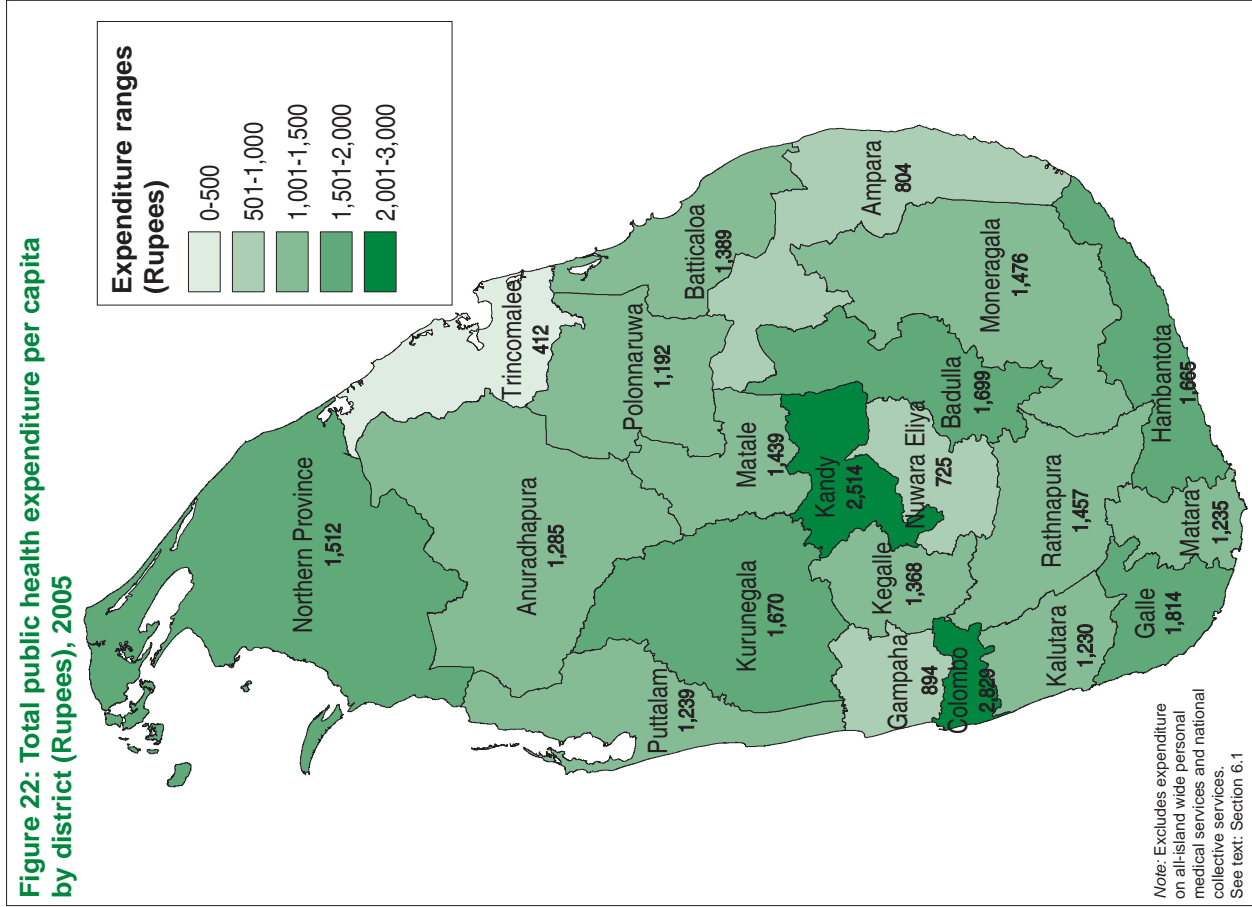 Figure 22: Total public health expenditure per capita
by district (Rupees), 2005
Expenditure ranges
(Rupees)
0-500
501-1,000
1,001-1,500
1,501-2,000
2,001-3,000
Northern Province
1,512
Trincomalee
412
Anuradhapura
1,285
Polonnaruwa
1,192
Batticaloa
1,389
Puttalam
1,239
Kurunegala
1,670
Matale
1,439
Ampara
804
Kandy
2,514
Gampaha
894
Kegalle
1,368
Nuwara Eliya
725
Badulla
1,699
Moneragala
1,476
Colombo
2,829
Rathnapura
1,457
Kalutara
1,230
Hambantota
1,665
Galle
1,814
Matara
1,235
Note: Excludes expenditure
on all-island wide personal
medical services and national
collective services.
See text: Section 6.1